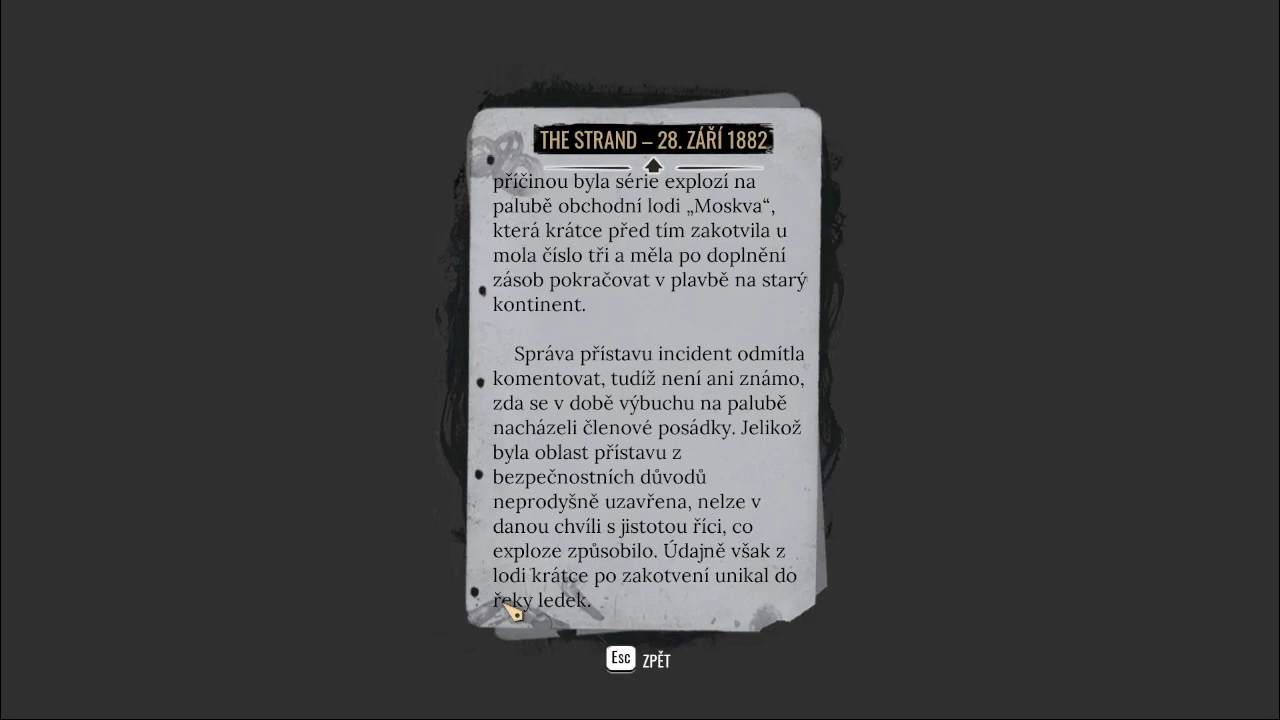 THE STRAND – 28. ZÁŘÍ 1882
příčinou byla série explozí na
palubě obchodní lodi „Moskva“,
která krátce před tím zakotvila u
mola číslo tři a měla po doplnění
zásob pokračovat v plavbě na starý
kontinent.
Správa přístavu incident odmítla
komentovat, tudíž není ani známo,
zda se v době výbuchu na palubě
nacházeli členové posádky. Jelikož
byla oblast přístavu z
bezpečnostních důvodů
neprodyšně uzavřena, nelze v
danou chvíli s jistotou říci, co
exploze způsobilo. Údajně však z
lodi krátce po zakotvení unikal do
řeky ledek.
Esc ZPĚT